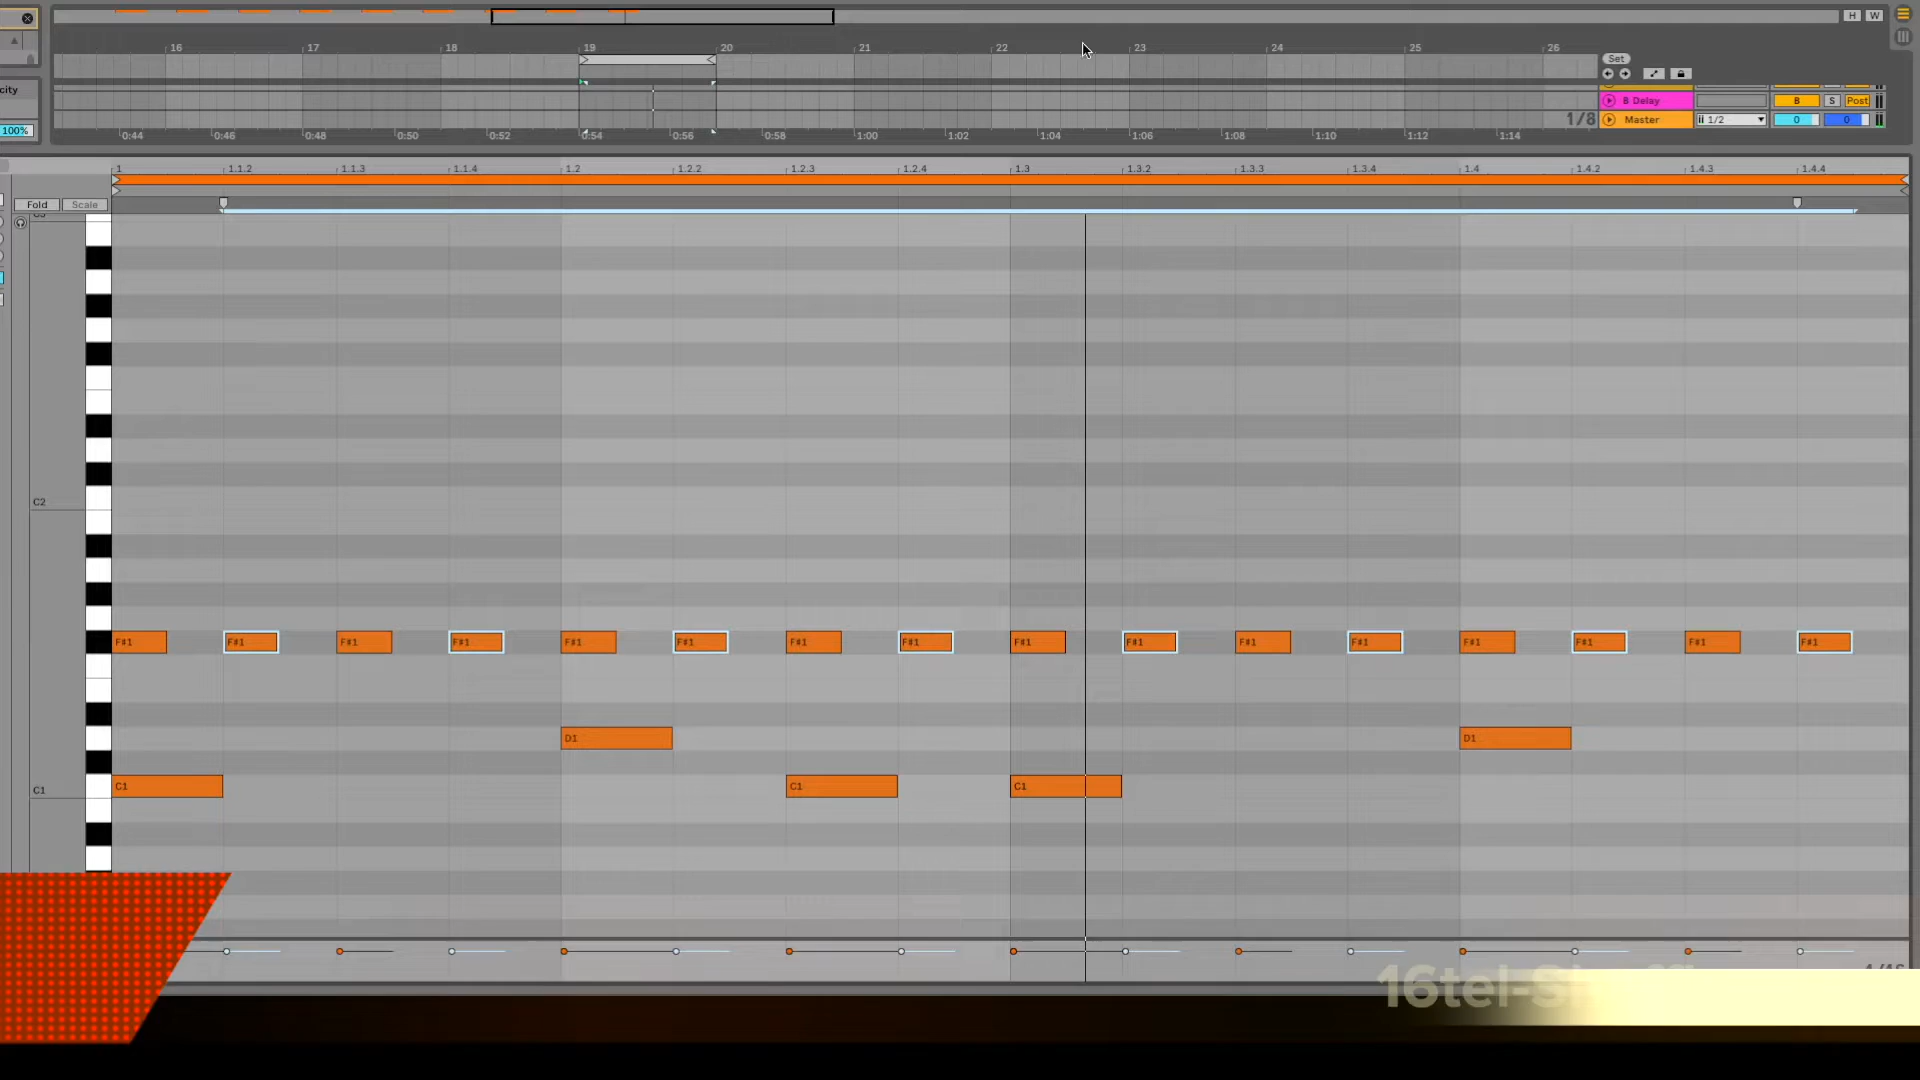 H W
16 17 18 19 20 21 22 23 24 25 26
Set
city
B Delay B S Post
100%
1/8 Master 1/2 0 0
0:44 0:46 0:48 0:50 0:52 0:54 0:56 0:58 1:00 1:02 1:04 1:06 1:08 1:10 1:12 1:14
1 1.1.2 1.1.3 1.1.4 1.2 1.2.2 1.2.3 1.2.4 1.3 1.3.2 1.3.3 1.3.4 1.4 1.4.2 1.4.3 1.4.4
Fold Scale
C3
C2
F#1 F#1 F#1 F#1 F#1 F#1 F#1 F#1 F#1 F#1 F#1 F#1 F#1 F#1 F#1 F#1
D1 D1
C1 C1 C1 C1